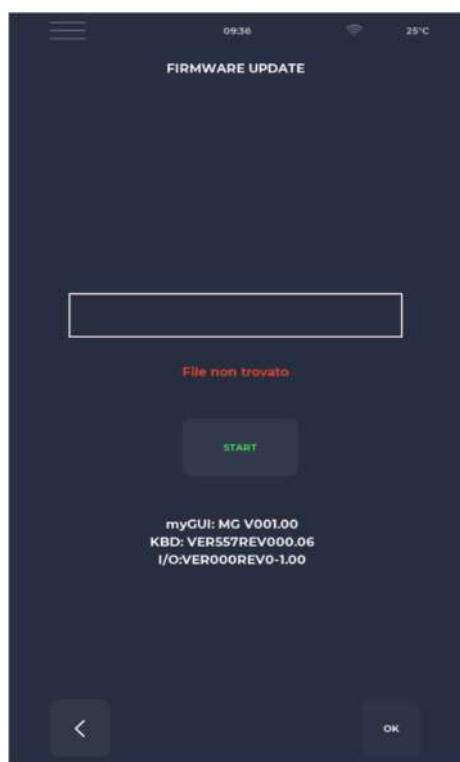 09:36 25°C
FIRMWARE UPDATE
File non trovato
START
myGUI: MG V001.00
KBD: VER557REV000.06
I/O:VER000REV0-1.00
OK